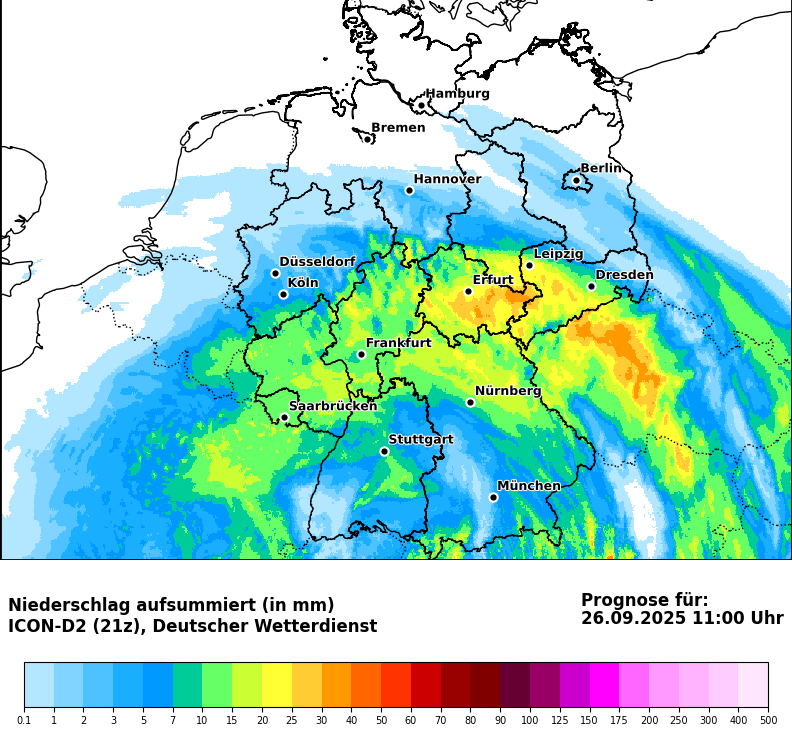 Hamburg
Bremen
Berlin
Hannover
Düsseldorf
Leipzig
Köln
Erfurt
Dresden
Frankfurt
Nürnberg
Saarbrücken
Stuttgart
München
Niederschlag aufsummiert (in mm)
ICON-D2 (21z), Deutscher Wetterdienst
Prognose für:
26.09.2025 11:00 Uhr
0.1 1 2 3 5 7 10 15 20 25 30 40 50 60 70 80 90 100 125 150 175 200 250 300 400 500